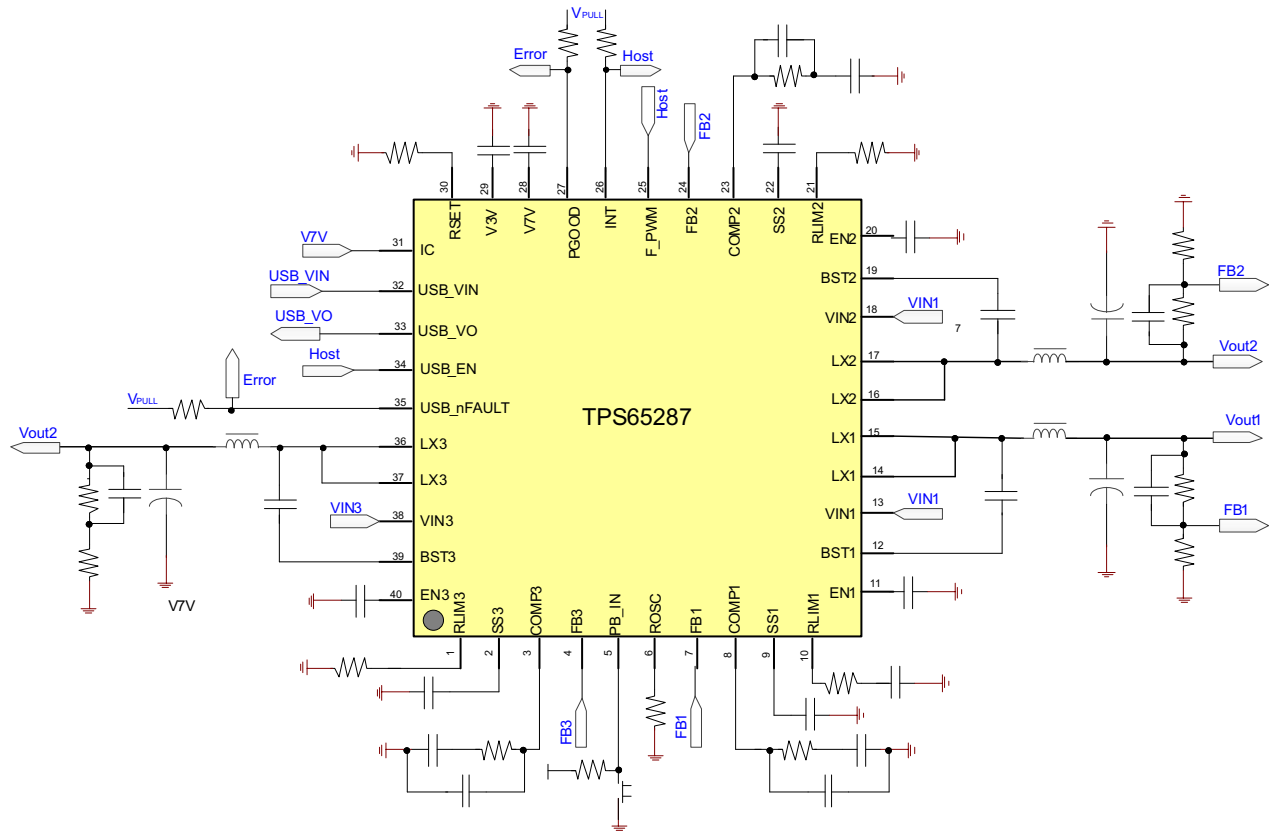 VPULL
Error
Host
Host
FB2
30
29
28
27
26
25
24
23
22
21
RSET
V3V
V7V
PGOOD
INT
F_PWM
FB2
COMP2
SS2
RLIM2
V7V
31
IC
USB_VIN
32
USB_VIN
USB_VO
33
USB_VO
Host
34
USB_EN
Error
VPULL
35
USB_nFAULT
Vout2
36
LX3
37
LX3
VIN3
38
VIN3
39
BST3
40
EN3
V7V
TPS65287
EN2
20
BST2
19
VIN2
18
VIN1
7
LX2
17
LX2
16
LX1
15
LX1
14
VIN1
13
VIN1
BST1
12
EN1
11
FB2
Vout2
Vout1
FB1
RLIM3
SS3
COMP3
FB3
PB_IN
ROSC
FB1
COMP1
SS1
RLIM1
1
2
3
4
5
6
7
8
9
10
FB3
FB1